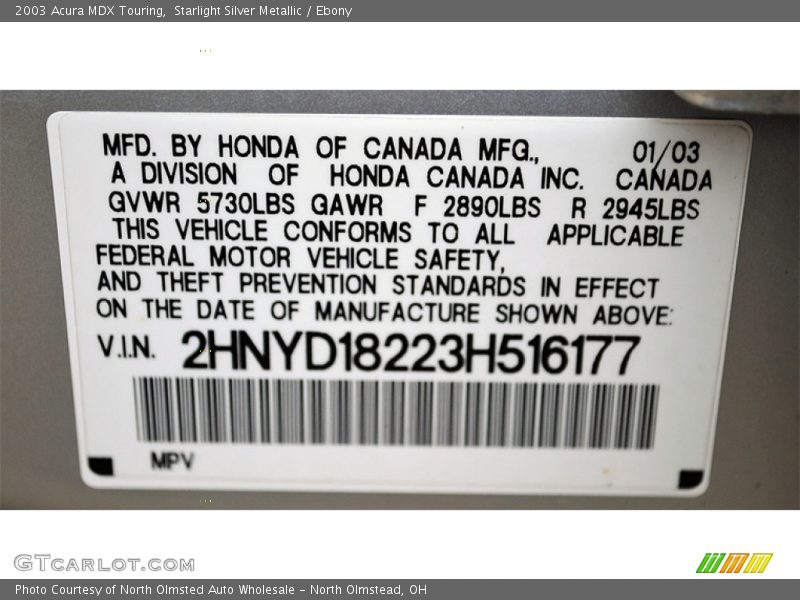 2003 Acura MDX Touring,  Starlight Silver Metallic / Ebony
MFD. BY HONDA OF CANADA MFG., 01/03
A DIVISION OF HONDA CANADA INC. CANADA
GVWR 5730LBS GAWR F 2890LBS R 2945LBS
THIS VEHICLE CONFORMS TO ALL APPLICABLE
FEDERAL MOTOR VEHICLE SAFETY,
AND THEFT PREVENTION STANDARDS IN EFFECT
ON THE DATE OF MANUFACTURE SHOWN ABOVE:
V.I.N. 2HNYD18223H516177
MPV
GTcarlot.com
Photo Courtesy of North Olmsted Auto Wholesale - North Olmstead, OH